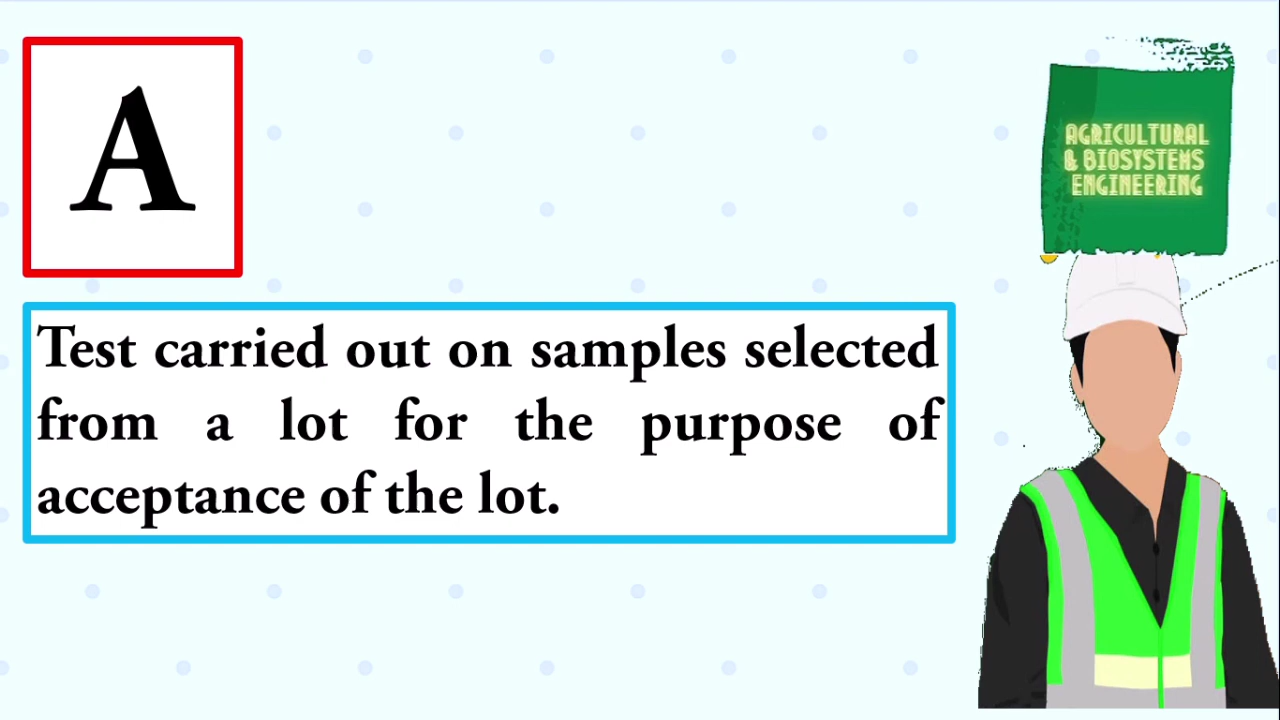 A
AGRICULTURAL
& BIOSYSTEMS
ENGINEERING
Test carried out on samples selected
from a lot for the purpose of
acceptance of the lot.